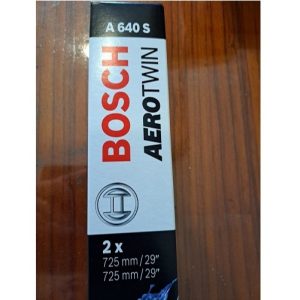 A 640 S
BOSCH
AEROTWIN
2 x
725 mm / 29"
725 mm / 29"